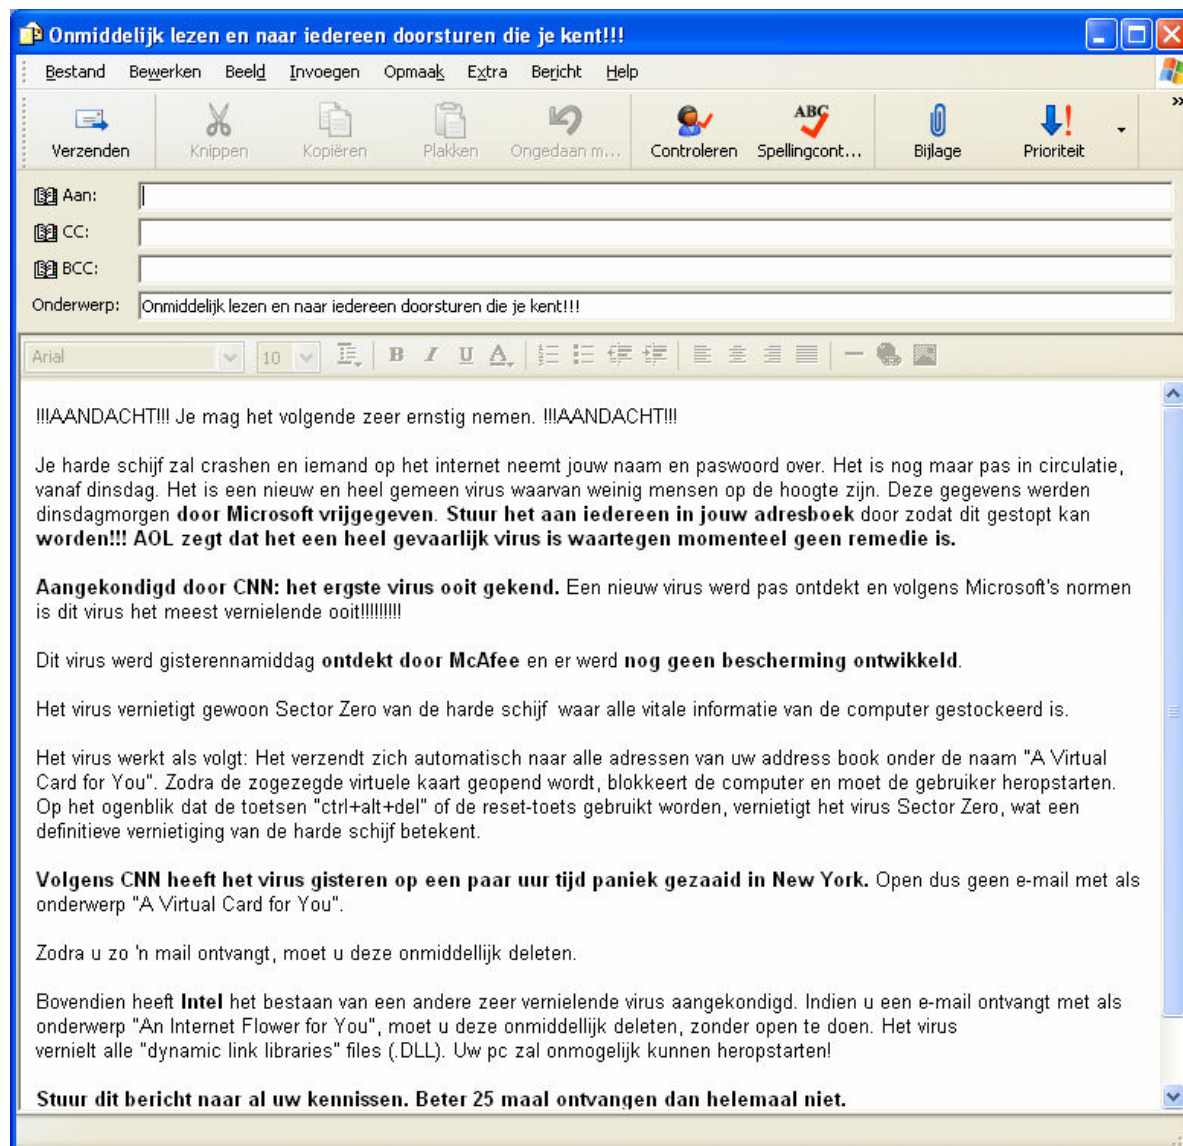 Onmiddelijk lezen en naar iedereen doorsturen die je kent!!!
Bestand Bewerken Beeld Invoegen Opmaak Extra Bericht Help
Verzenden Knippen Kopiëren Plakken Ongedaan m... Controleren Spellingcont... Bijlage Prioriteit
Aan:
CC:
BCC:
Onderwerp: Onmiddelijk lezen en naar iedereen doorsturen die je kent!!!
Arial 10
!!!AANDACHT!!! Je mag het volgende zeer ernstig nemen. !!!AANDACHT!!!
Je harde schijf zal crashen en iemand op het internet neemt jouw naam en paswoord over. Het is nog maar pas in circulatie,
vanaf dinsdag. Het is een nieuw en heel gemeen virus waarvan weinig mensen op de hoogte zijn. Deze gegevens werden
dinsdagmorgen door Microsoft vrijgegeven. Stuur het aan iedereen in jouw adresboek door zodat dit gestopt kan
worden!!! AOL zegt dat het een heel gevaarlijk virus is waartegen momenteel geen remedie is.
Aangekondigd door CNN: het ergste virus ooit gekend. Een nieuw virus werd pas ontdekt en volgens Microsoft's normen
is dit virus het meest vernielende ooit!!!!!!!!!
Dit virus werd gisterennamiddag ontdekt door McAfee en er werd nog geen bescherming ontwikkeld.
Het virus vernietigt gewoon Sector Zero van de harde schijf waar alle vitale informatie van de computer gestockeerd is.
Het virus werkt als volgt: Het verzendt zich automatisch naar alle adressen van uw address book onder de naam "A Virtual
Card for You". Zodra de zogezegde virtuele kaart geopend wordt, blokkeert de computer en moet de gebruiker heropstarten.
Op het ogenblik dat de toetsen "ctrl+alt+del" of de reset-toets gebruikt worden, vernietigt het virus Sector Zero, wat een
definitieve vernietiging van de harde schijf betekent.
Volgens CNN heeft het virus gisteren op een paar uur tijd paniek gezaaid in New York. Open dus geen e-mail met als
onderwerp "A Virtual Card for You".
Zodra u zo 'n mail ontvangt, moet u deze onmiddellijk deleten.
Bovendien heeft Intel het bestaan van een andere zeer vernielende virus aangekondigd. Indien u een e-mail ontvangt met als
onderwerp "An Internet Flower for You", moet u deze onmiddellijk deleten, zonder open te doen. Het virus
vernielt alle "dynamic link libraries" files (.DLL). Uw pc zal onmogelijk kunnen heropstarten!
Stuur dit bericht naar al uw kennissen. Beter 25 maal ontvangen dan helemaal niet.